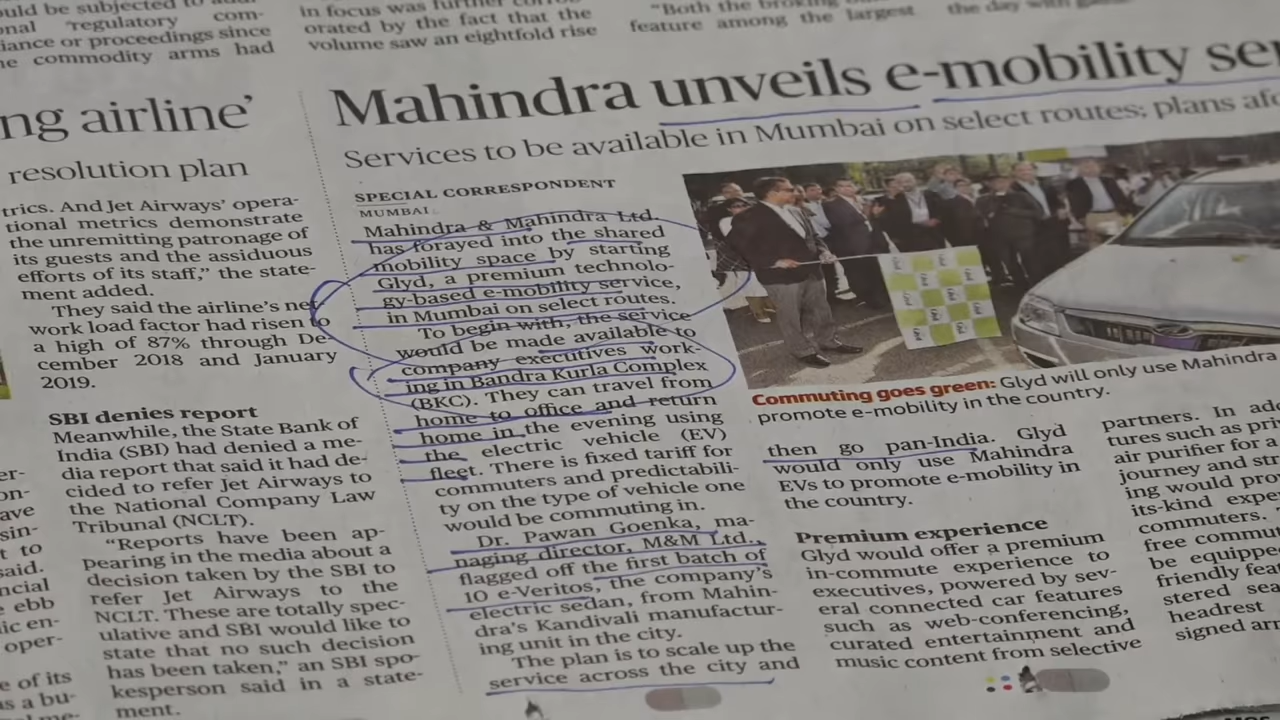 ould be subjected to
onal "regulatory com-
iance or proceedings since
e commodity arms had
in focus was further
orated by the fact that the
volume saw an eightfold rise
"Both the
feature among the largest
the day with
ng airline'
resolution plan
trics. And Jet Airways' opera-
tional metrics demonstrate
the unremitting patronage of
its guests and the assiduous
efforts of its staff," the state-
ment added.
They said the airline's net-
work load factor had risen to
a high of 87% through De-
cember 2018 and January
2019.
SBI denies report
Meanwhile, the State Bank of
India (SBI) had denied a me-
dia report that said it had de-
cided to refer Jet Airways to
the National Company Law
Tribunal (NCLT).
"Reports have been ap-
pearing in the media about a
decision taken by the SBI to
refer Jet Airways to the
NCLT. These are totally spec-
ulative and SBI would like to
state that no such decision
has been taken," an SBI spo-
kesperson said in a state-
ment.
Mahindra unveils e-mobility ser
Services to be available in Mumbai on select routes; plans afo
SPECIAL CORRESPONDENT
MUMBAI
Mahindra & Mahindra Ltd.
has forayed into the shared
mobility space by starting
Glyd, a premium technolo-
gy-based e-mobility service,
in Mumbai on select routes.
To begin with, the service
would be made available to
company executives work-
ing in Bandra Kurla Complex
(BKC). They can travel from
home to office and return
home in the evening using
the electric vehicle (EV)
fleet. There is fixed tariff for
commuters and predictabili-
ty on the type of vehicle one
would be commuting in.
Dr. Pawan Goenka, ma-
naging director, M&M Ltd.,
flagged off the first batch of
10 e-Veritos, the company's
electric sedan, from Mahin-
dra's Kandivali manufactur-
ing unit in the city.
The plan is to scale up the
service across the city and
Commuting goes green: Glyd will only use Mahindra
promote e-mobility in the country.
then go pan-India. Glyd
would only use Mahindra
EVs to promote e-mobility in
the country.
Premium experience
Glyd would offer a premium
in-commute experience to
executives, powered by sev-
eral connected car features
such as web-conferencing,
curated entertainment and
music content from selective
partners. In ad
tures such as pri
air purifier for a
journey and str
ing would pro
its-kind expe
commuters.
free commu
be equippe
friendly feat
stered sea
headrest
signed arm